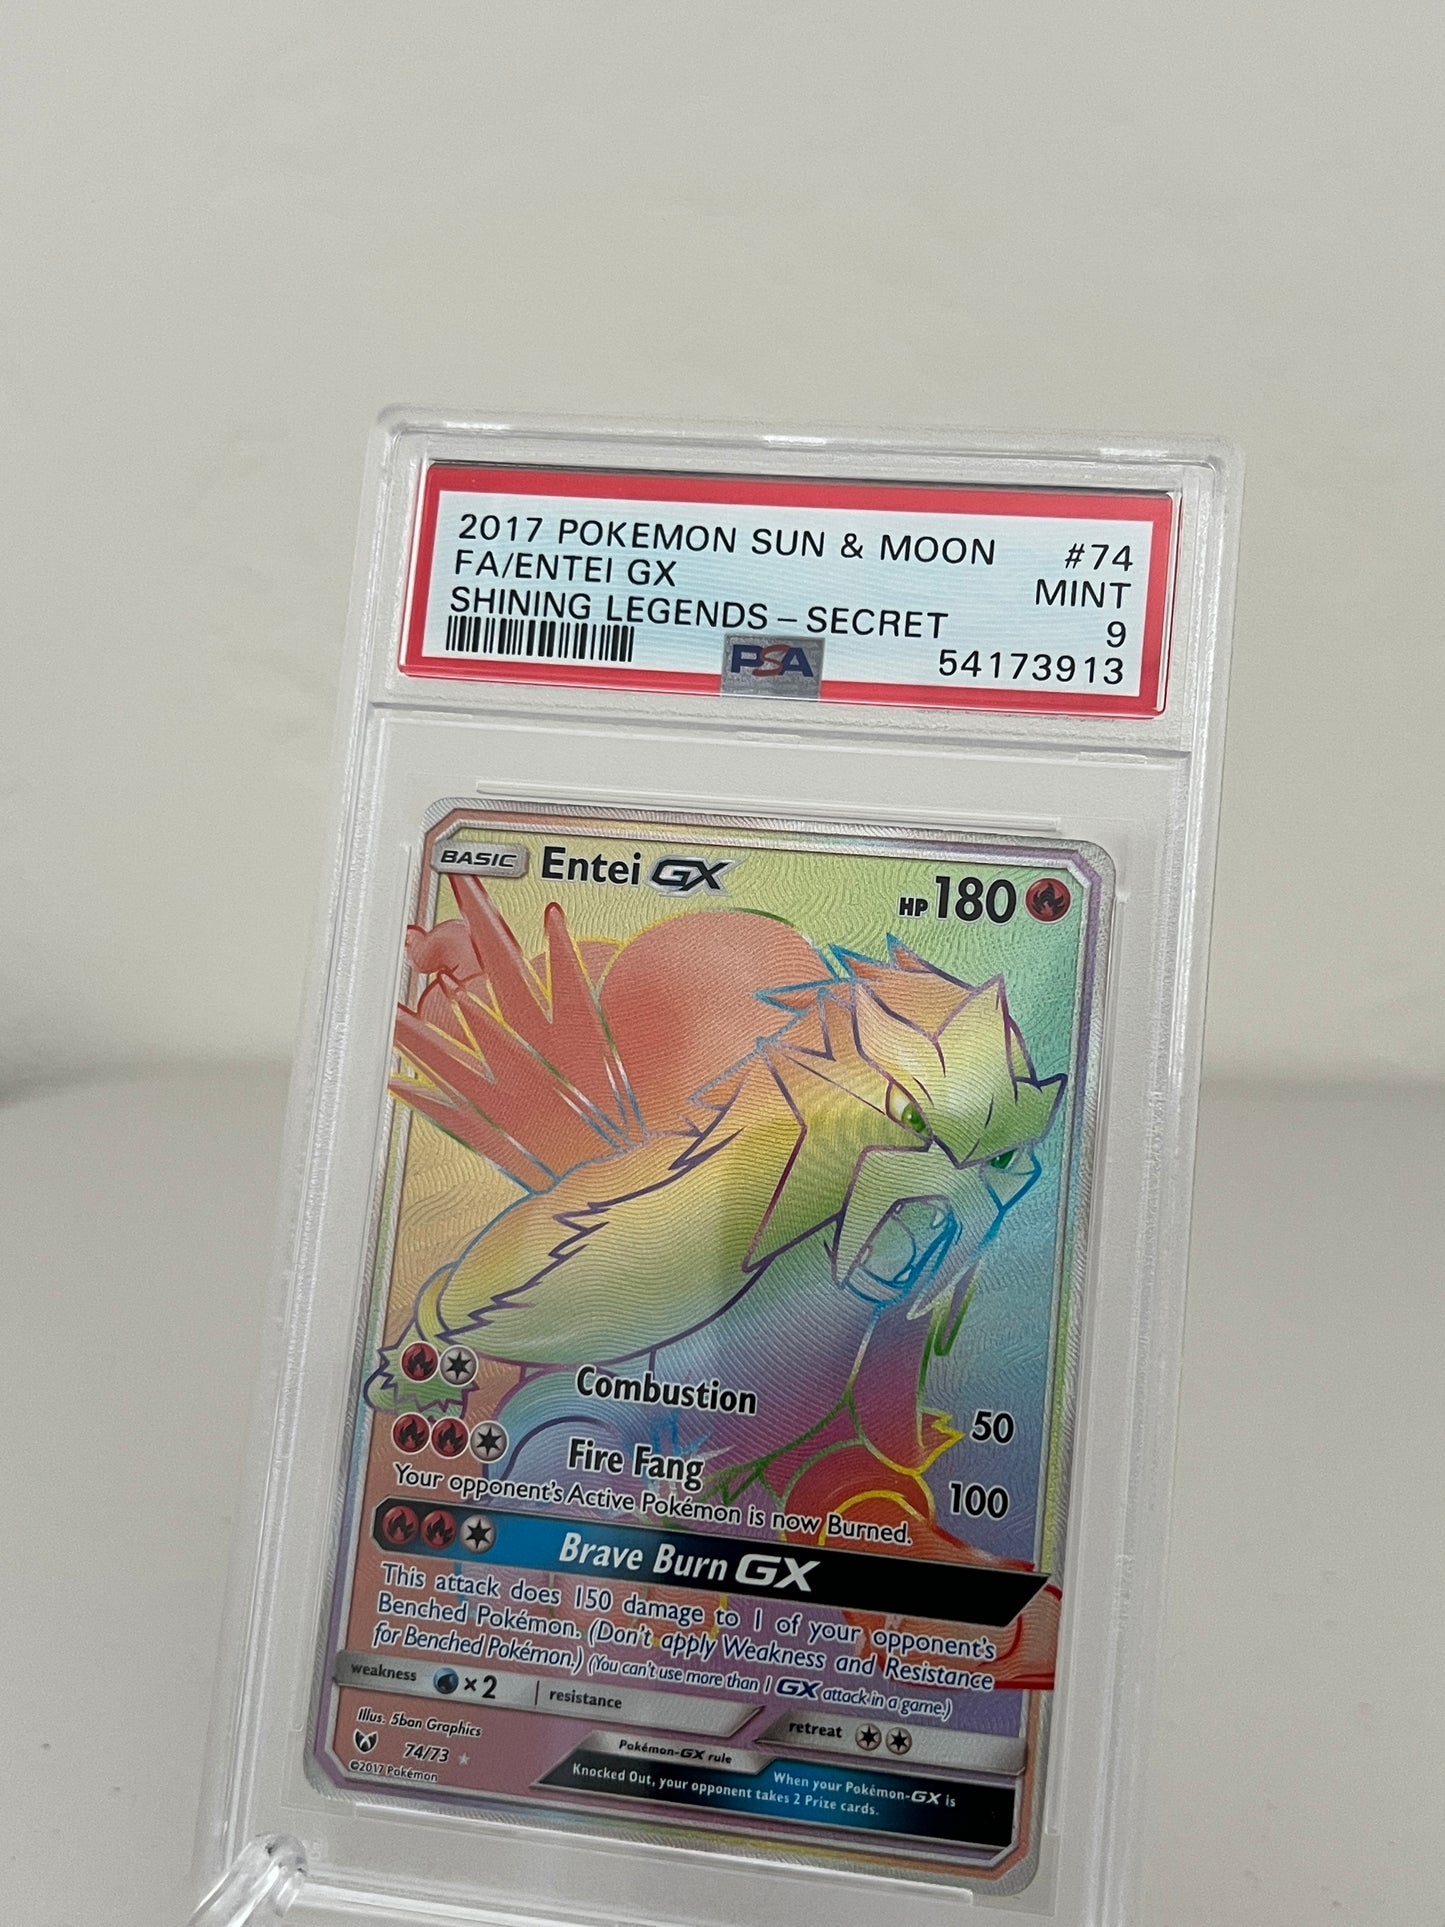 2017 POKEMON SUN & MOON #74
FA/ENTEI GX MINT
SHINING LEGENDS – SECRET 9
PSA 54173913
BASIC Entei GX HP 180
Combustion 50
Fire Fang 100
Your opponent's Active Pokémon is now Burned.
Brave Burn GX
This attack does 150 damage to 1 of your opponent's
Benched Pokémon. (Don't apply Weakness and Resistance
for Benched Pokémon.) (You can't use more than 1 GX attack in a game.)
weakness ×2 resistance
retreat
Illus. 5ban Graphics
74/73
©2017 Pokémon
Pokémon-GX rule
When your Pokémon-GX is
Knocked Out, your opponent takes 2 Prize cards.